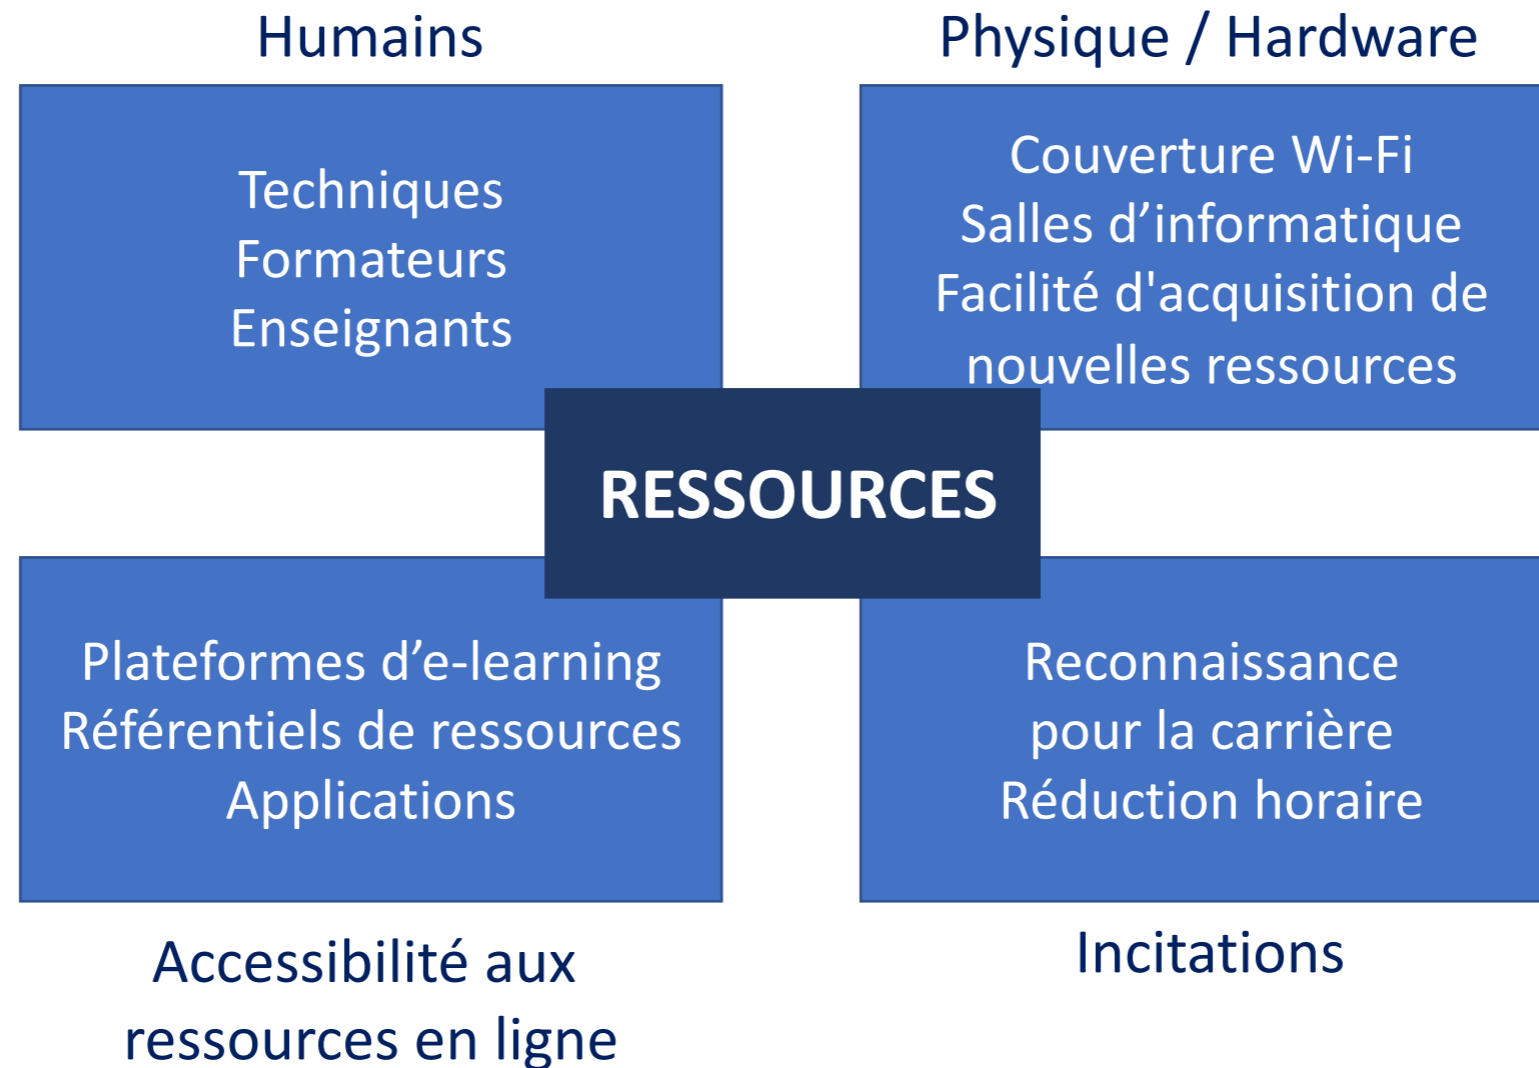 Humains
Techniques
Formateurs
Enseignants
Physique / Hardware
Couverture Wi-Fi
Salles d’informatique
Facilité d'acquisition de
nouvelles ressources
RESSOURCES
Plateformes d’e-learning
Référentiels de ressources
Applications
Accessibilité aux
ressources en ligne
Reconnaissance
pour la carrière
Réduction horaire
Incitations